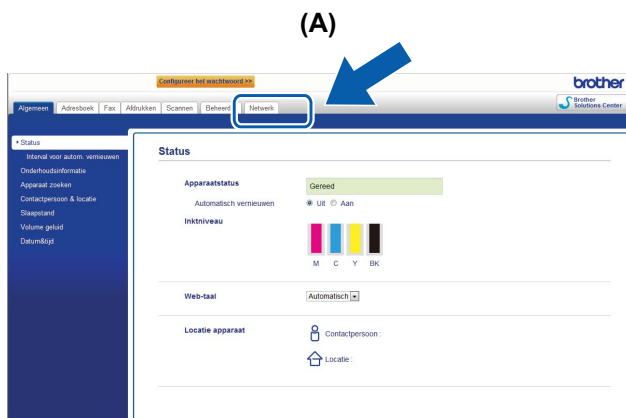 (A)
Configureer het wachtwoord >>
brother
Algemeen Adresboek Fax Afdrukken Scannen Beheerder Netwerk
Brother
Solutions Center
Status
Interval voor autom. vernieuwen
Onderhoudsinformatie
Apparaat zoeken
Contactpersoon & locatie
Slaapstand
Volume geluid
Datum&tijd
Status
Apparaatstatus Gereed
Automatisch vernieuwen Uit Aan
Inktniveau
M C Y BK
Web-taal Automatisch
Locatie apparaat Contactpersoon :
Locatie :